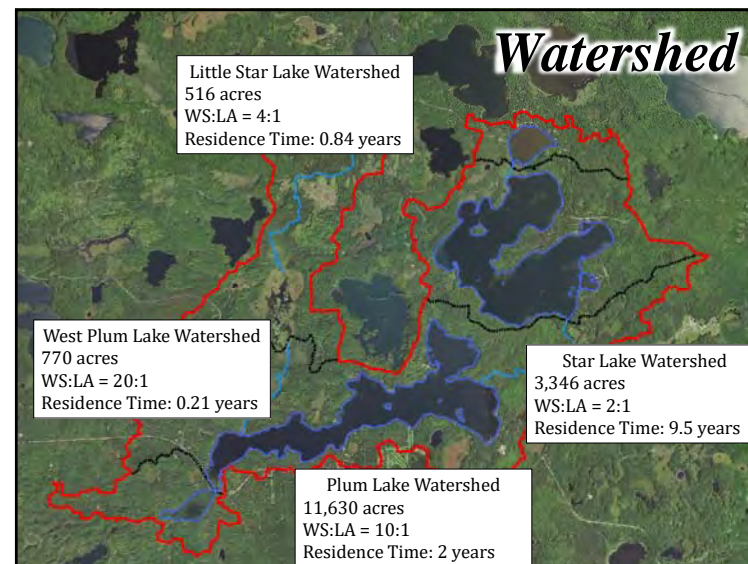 Watershed
Little Star Lake Watershed
516 acres
WS:LA = 4:1
Residence Time: 0.84 years
West Plum Lake Watershed
770 acres
WS:LA = 20:1
Residence Time: 0.21 years
Star Lake Watershed
3,346 acres
WS:LA = 2:1
Residence Time: 9.5 years
Plum Lake Watershed
11,630 acres
WS:LA = 10:1
Residence Time: 2 years